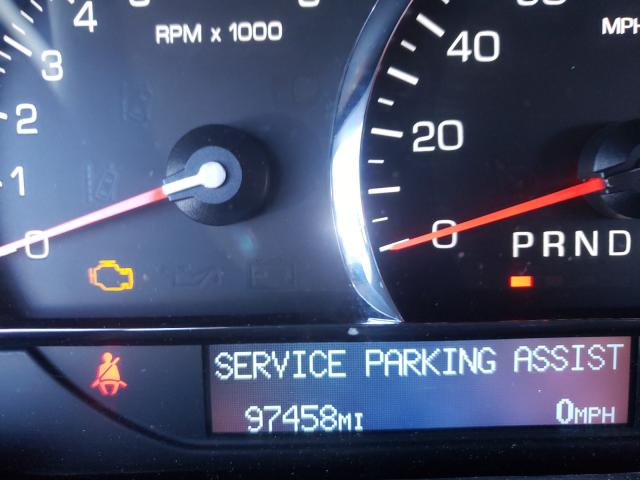 4
3
2
1
0
RPM x 1000
40
20
0
MPH
PRND
SERVICE PARKING ASSIST
97458MI 0MPH